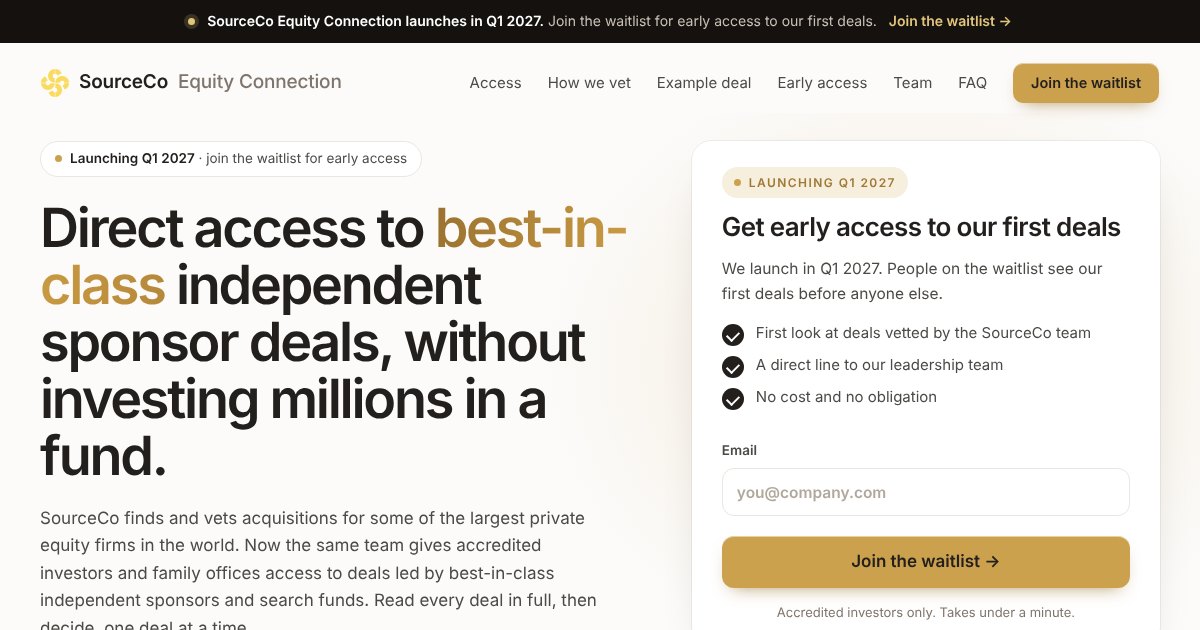 SourceCo Equity Connection launches in Q1 2027. Join the waitlist for early access to our first deals. Join the waitlist →
SourceCo Equity Connection
Access How we vet Example deal Early access Team FAQ Join the waitlist
Launching Q1 2027 · join the waitlist for early access
Direct access to best-in-
class independent
sponsor deals, without
investing millions in a
fund.
SourceCo finds and vets acquisitions for some of the largest private
equity firms in the world. Now the same team gives accredited
investors and family offices access to deals led by best-in-class
independent sponsors and search funds. Read every deal in full, then
decide, one deal at a time.
LAUNCHING Q1 2027
Get early access to our first deals
We launch in Q1 2027. People on the waitlist see our
first deals before anyone else.
First look at deals vetted by the SourceCo team
A direct line to our leadership team
No cost and no obligation
Email
you@company.com
Join the waitlist →
Accredited investors only. Takes under a minute.